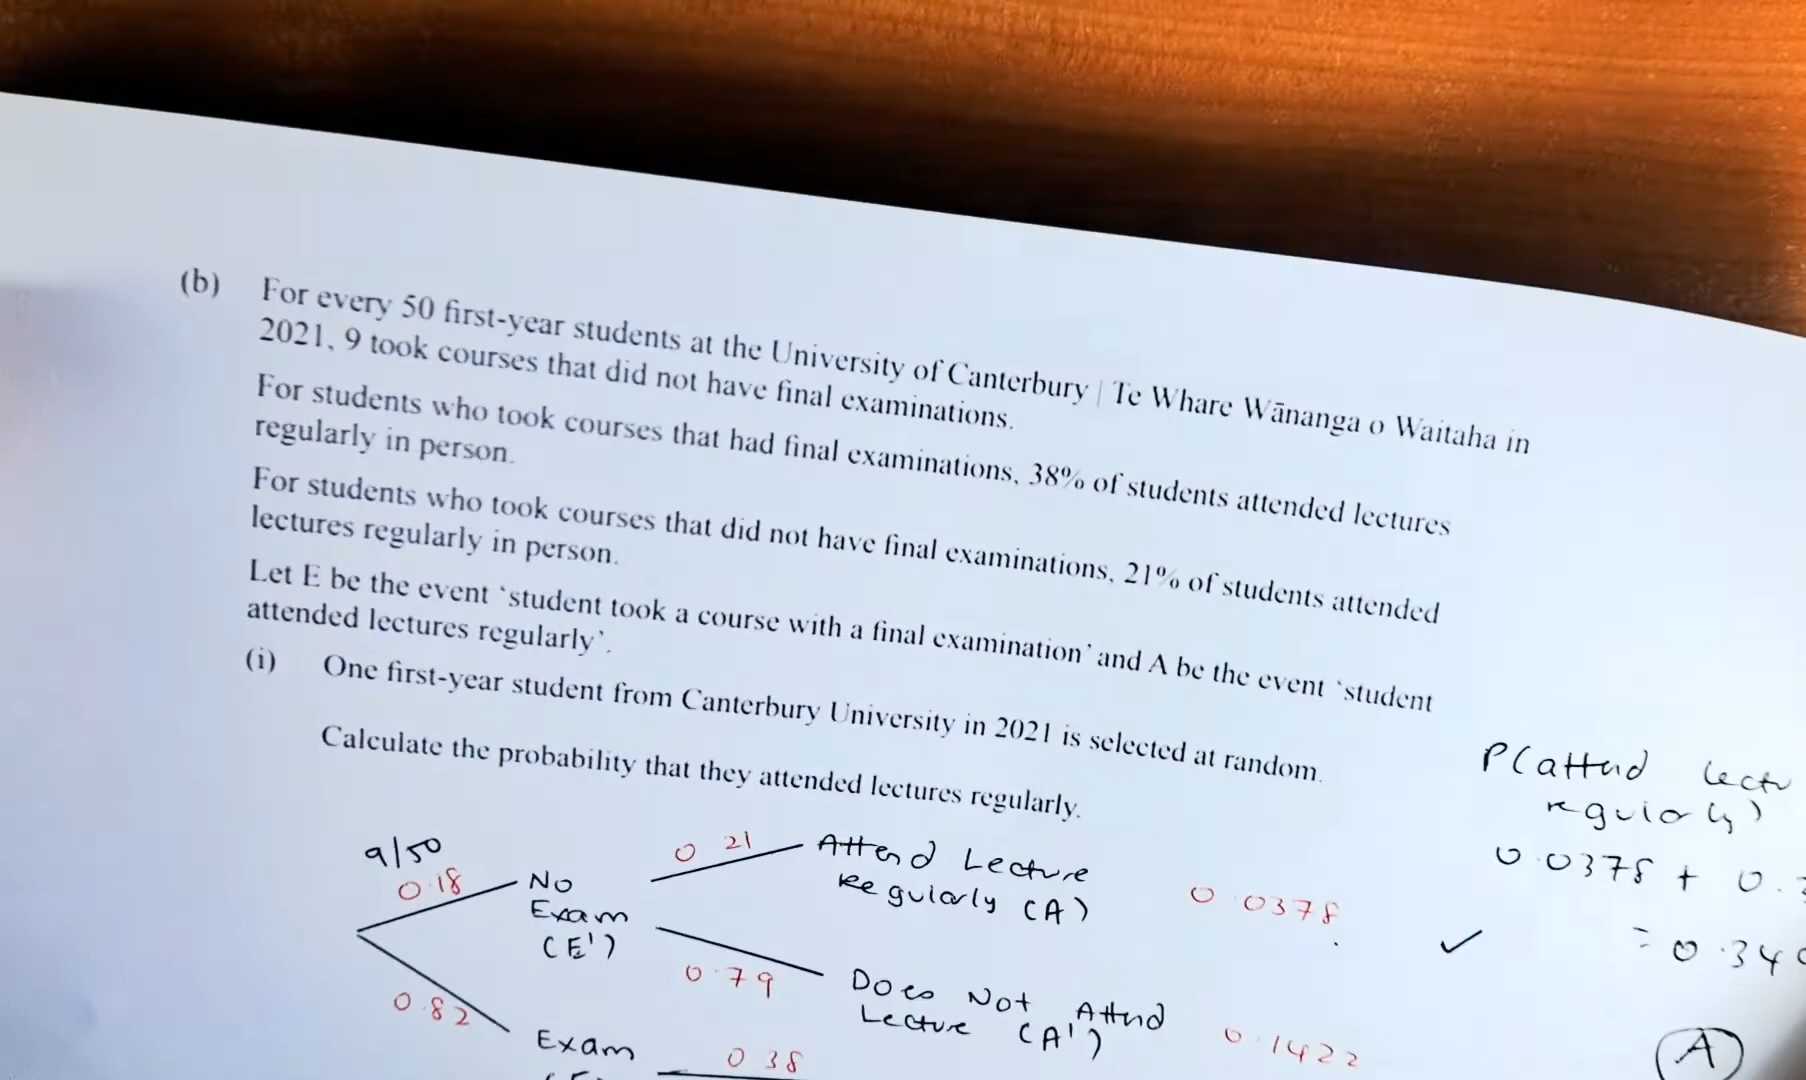 (b) For every 50 first-year students at the University of Canterbury | Te Whare Wānanga o Waitaha in
2021, 9 took courses that did not have final examinations.
For students who took courses that had final examinations, 38% of students attended lectures
regularly in person.
For students who took courses that did not have final examinations, 21% of students attended
lectures regularly in person.
Let E be the event ‘student took a course with a final examination’ and A be the event ‘student
attended lectures regularly’.
(i) One first-year student from Canterbury University in 2021 is selected at random.
Calculate the probability that they attended lectures regularly.
P(attend
regularly)
0.0378 + 0.
= 0.34
9/50
0.18
No
Exam
(E')
0.21
Attend Lecture
Regularly (A)
0.0378
✓
0.79
Does Not Attend
Lecture (A')
0.1422
0.82
Exam
0.38
A